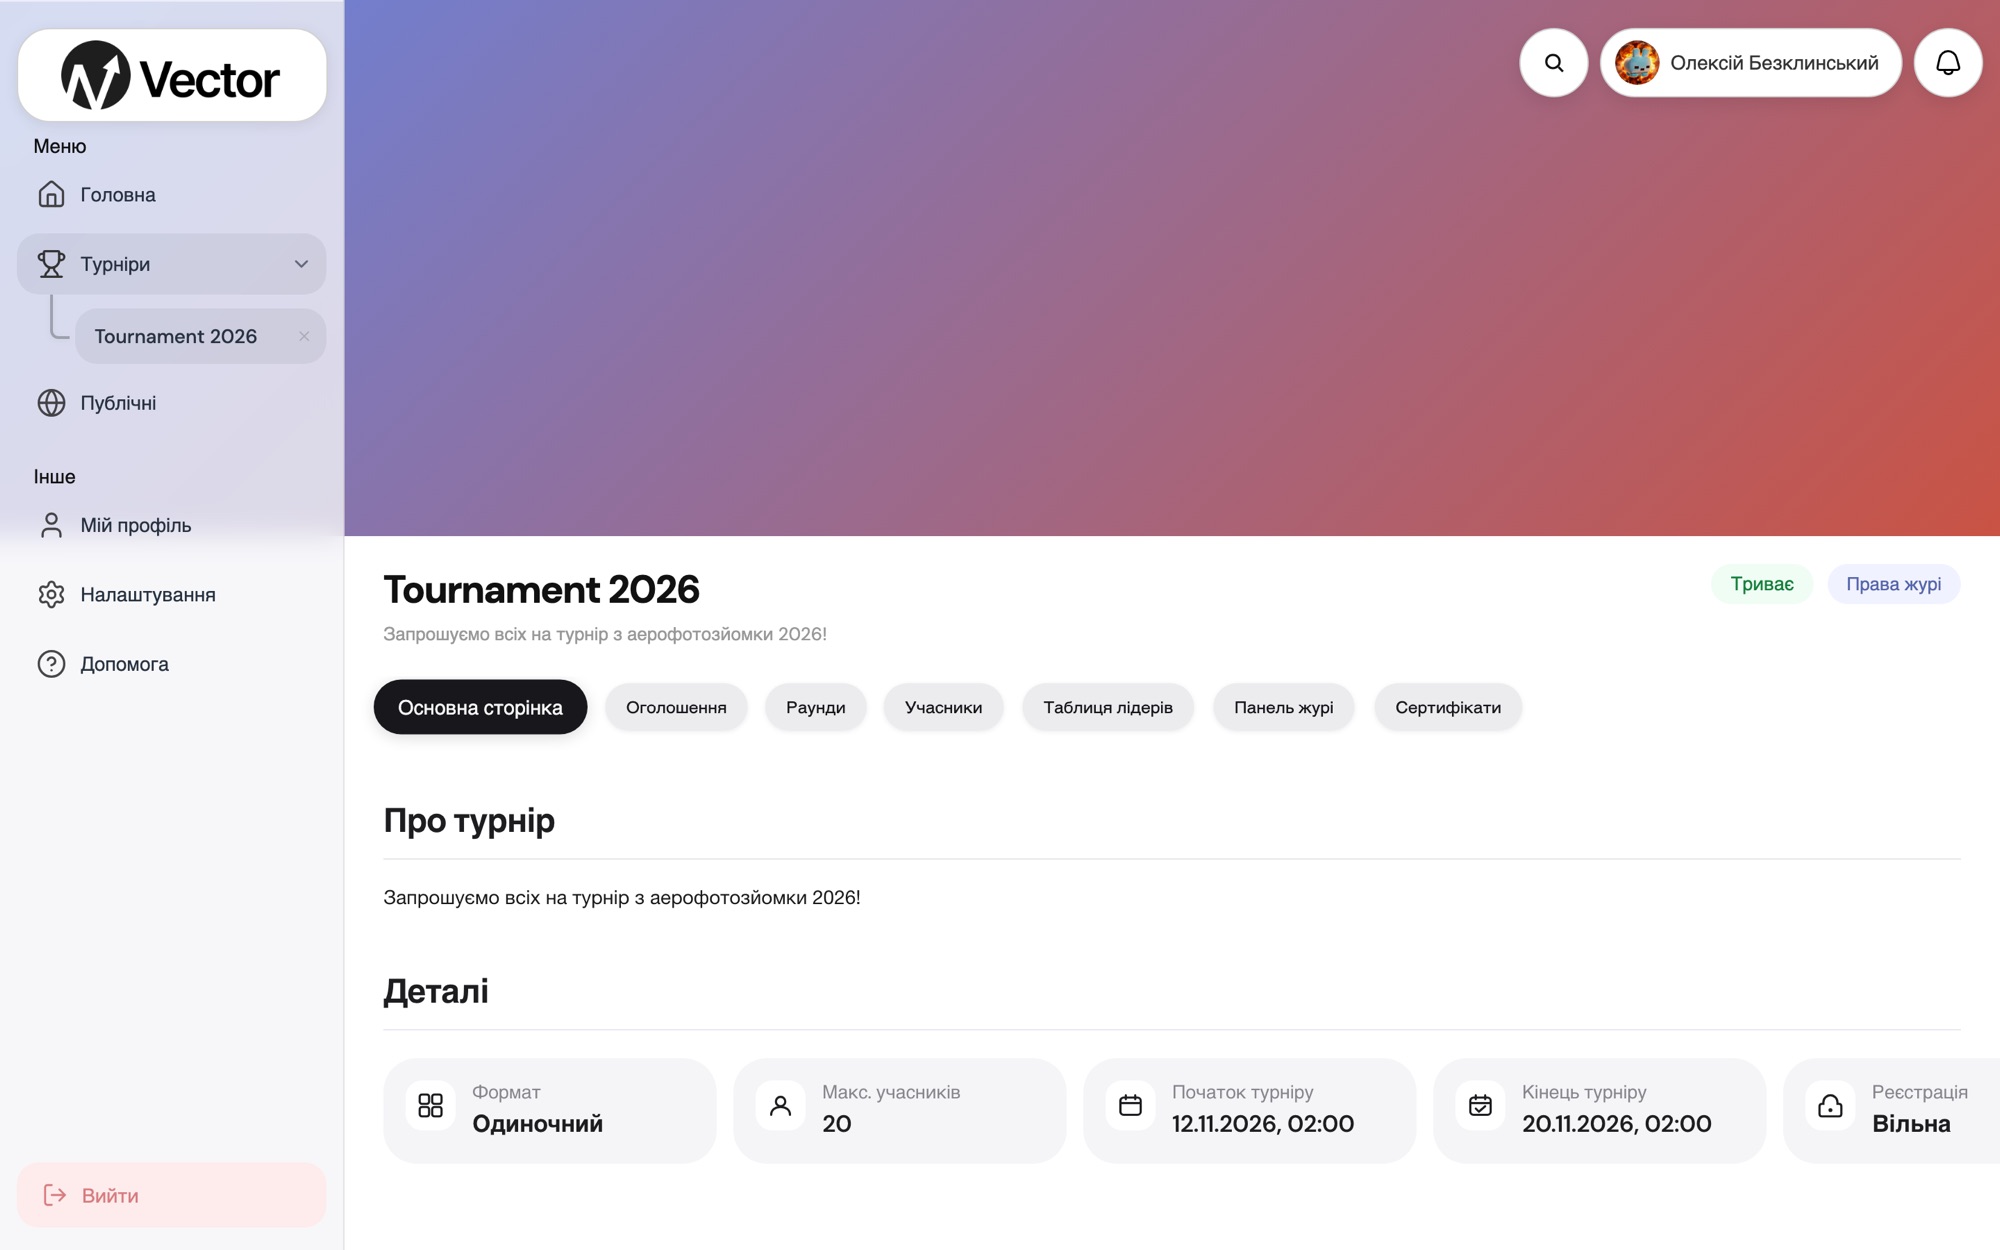 Vector
Меню
Головна
Турніри
Tournament 2026
Публічні
Інше
Мій профіль
Налаштування
Допомога
Вийти
Олексій Безклинський
Tournament 2026
Триває
Права журі
Запрошуємо всіх на турнір з аерофотозйомки 2026!
Основна сторінка
Оголошення
Раунди
Учасники
Таблиця лідерів
Панель журі
Сертифікати
Про турнір
Запрошуємо всіх на турнір з аерофотозйомки 2026!
Деталі
Формат
Одиночний
Макс. учасників
20
Початок турніру
12.11.2026, 02:00
Кінець турніру
20.11.2026, 02:00
Реєстрація
Вільна